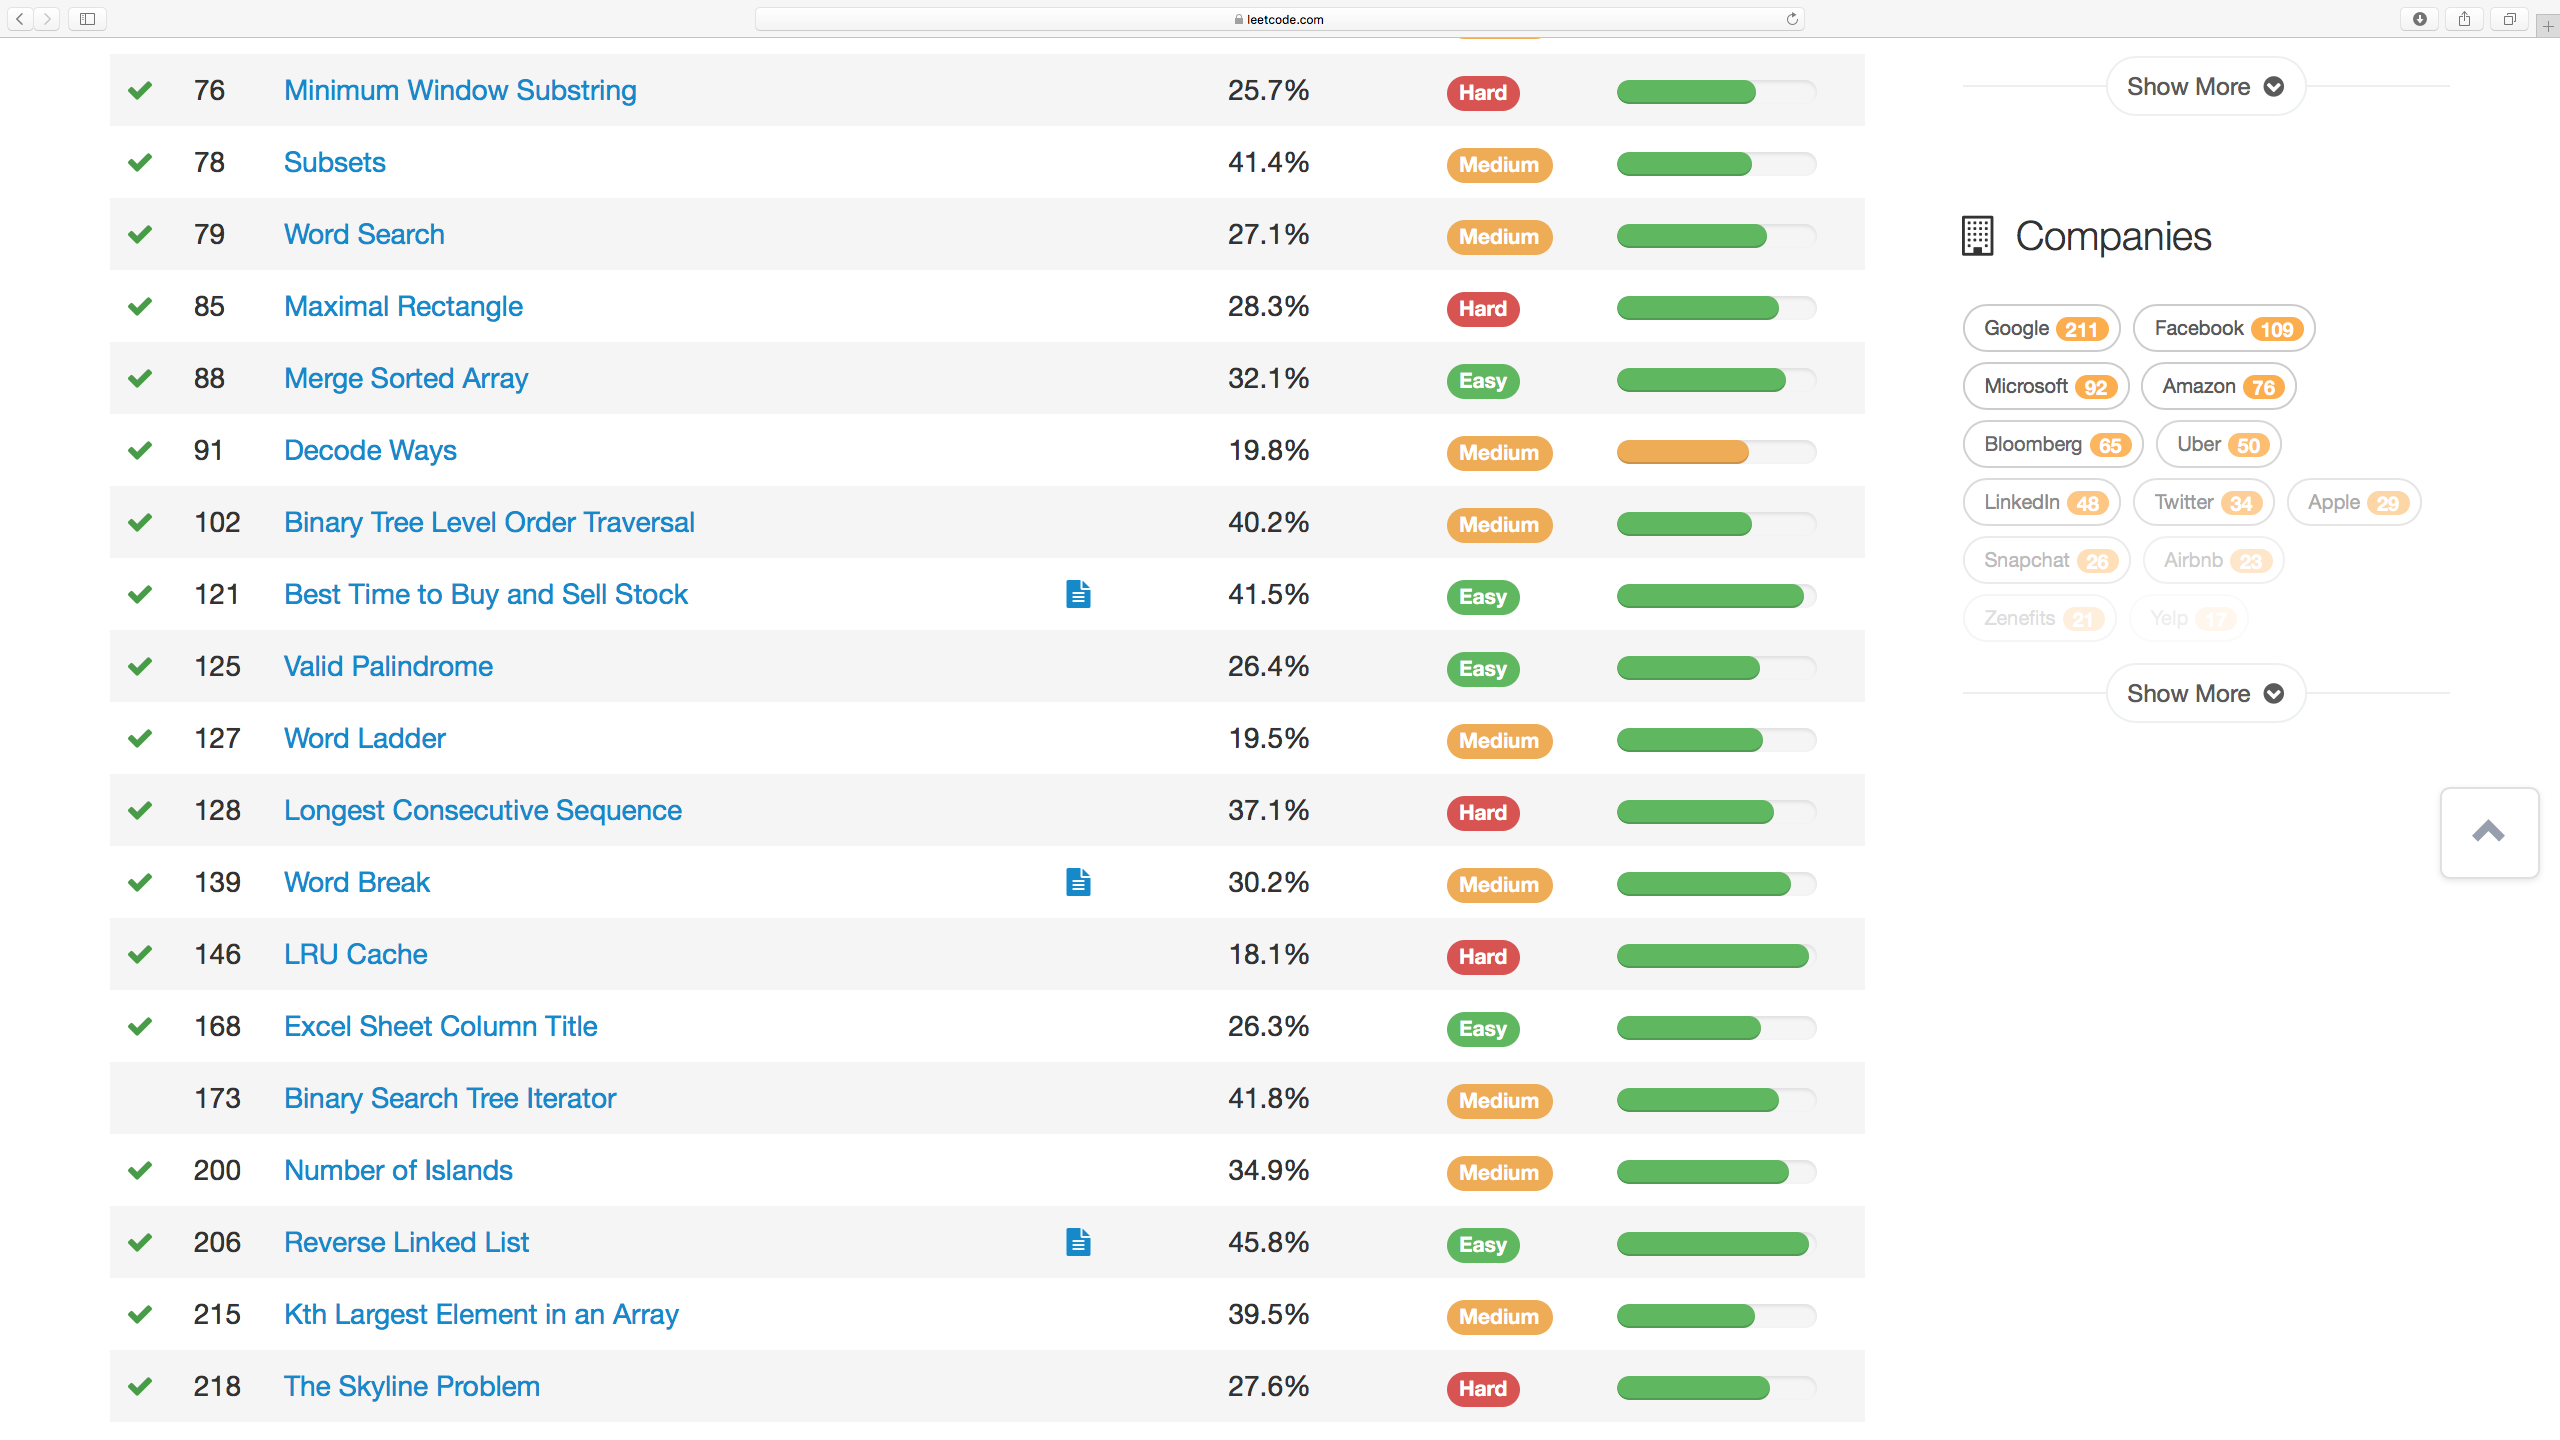 leetcode.com
76 Minimum Window Substring 25.7% Hard
78 Subsets 41.4% Medium
79 Word Search 27.1% Medium
85 Maximal Rectangle 28.3% Hard
88 Merge Sorted Array 32.1% Easy
91 Decode Ways 19.8% Medium
102 Binary Tree Level Order Traversal 40.2% Medium
121 Best Time to Buy and Sell Stock 41.5% Easy
125 Valid Palindrome 26.4% Easy
127 Word Ladder 19.5% Medium
128 Longest Consecutive Sequence 37.1% Hard
139 Word Break 30.2% Medium
146 LRU Cache 18.1% Hard
168 Excel Sheet Column Title 26.3% Easy
173 Binary Search Tree Iterator 41.8% Medium
200 Number of Islands 34.9% Medium
206 Reverse Linked List 45.8% Easy
215 Kth Largest Element in an Array 39.5% Medium
218 The Skyline Problem 27.6% Hard
Show More
Companies
Google 211 Facebook 109
Microsoft 92 Amazon 76
Bloomberg 65 Uber 50
LinkedIn 48 Twitter 34 Apple 29
Snapchat 26 Airbnb 23
Zenefits 21 Yelp 17
Show More